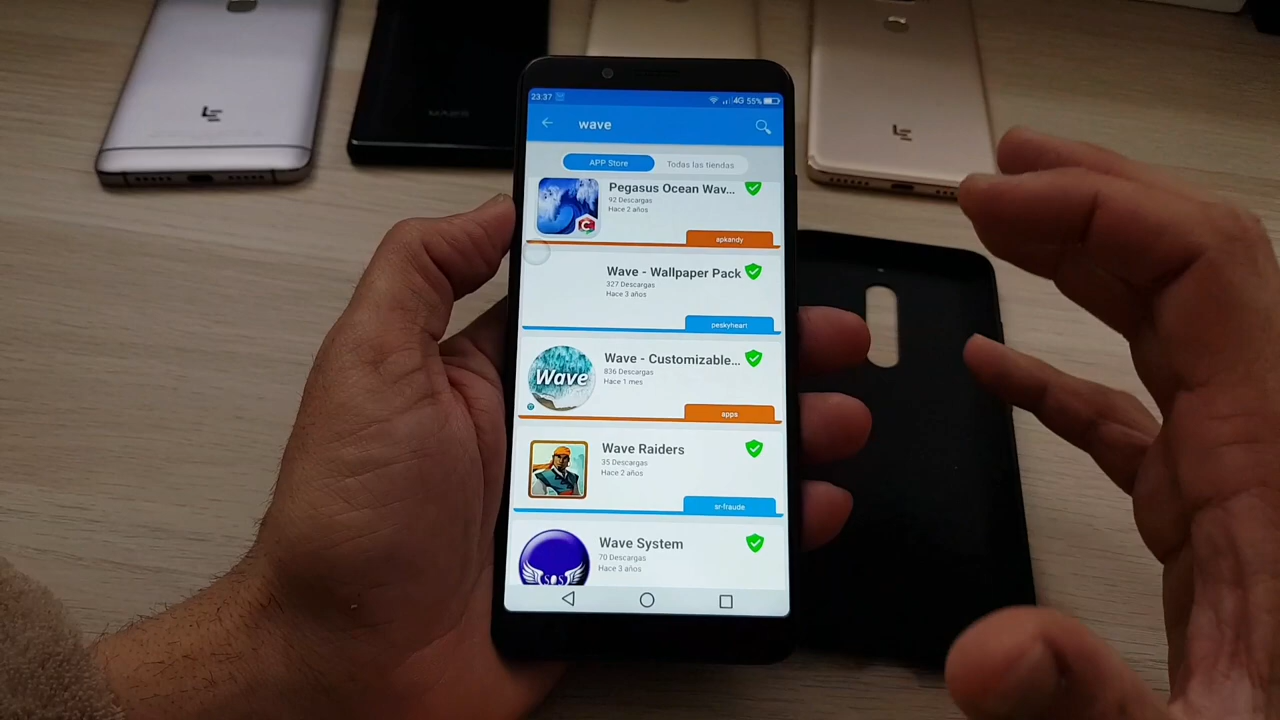 23:37
4G 55%
wave
APP Store
Todas las tiendas
Pegasus Ocean Wav...
92 Descargas
Hace 2 años
apkandy
Wave - Wallpaper Pack
327 Descargas
Hace 3 años
peskyheart
Wave
Wave - Customizable...
836 Descargas
Hace 1 mes
apps
Wave Raiders
35 Descargas
Hace 2 años
sr-fraude
Wave System
70 Descargas
Hace 3 años